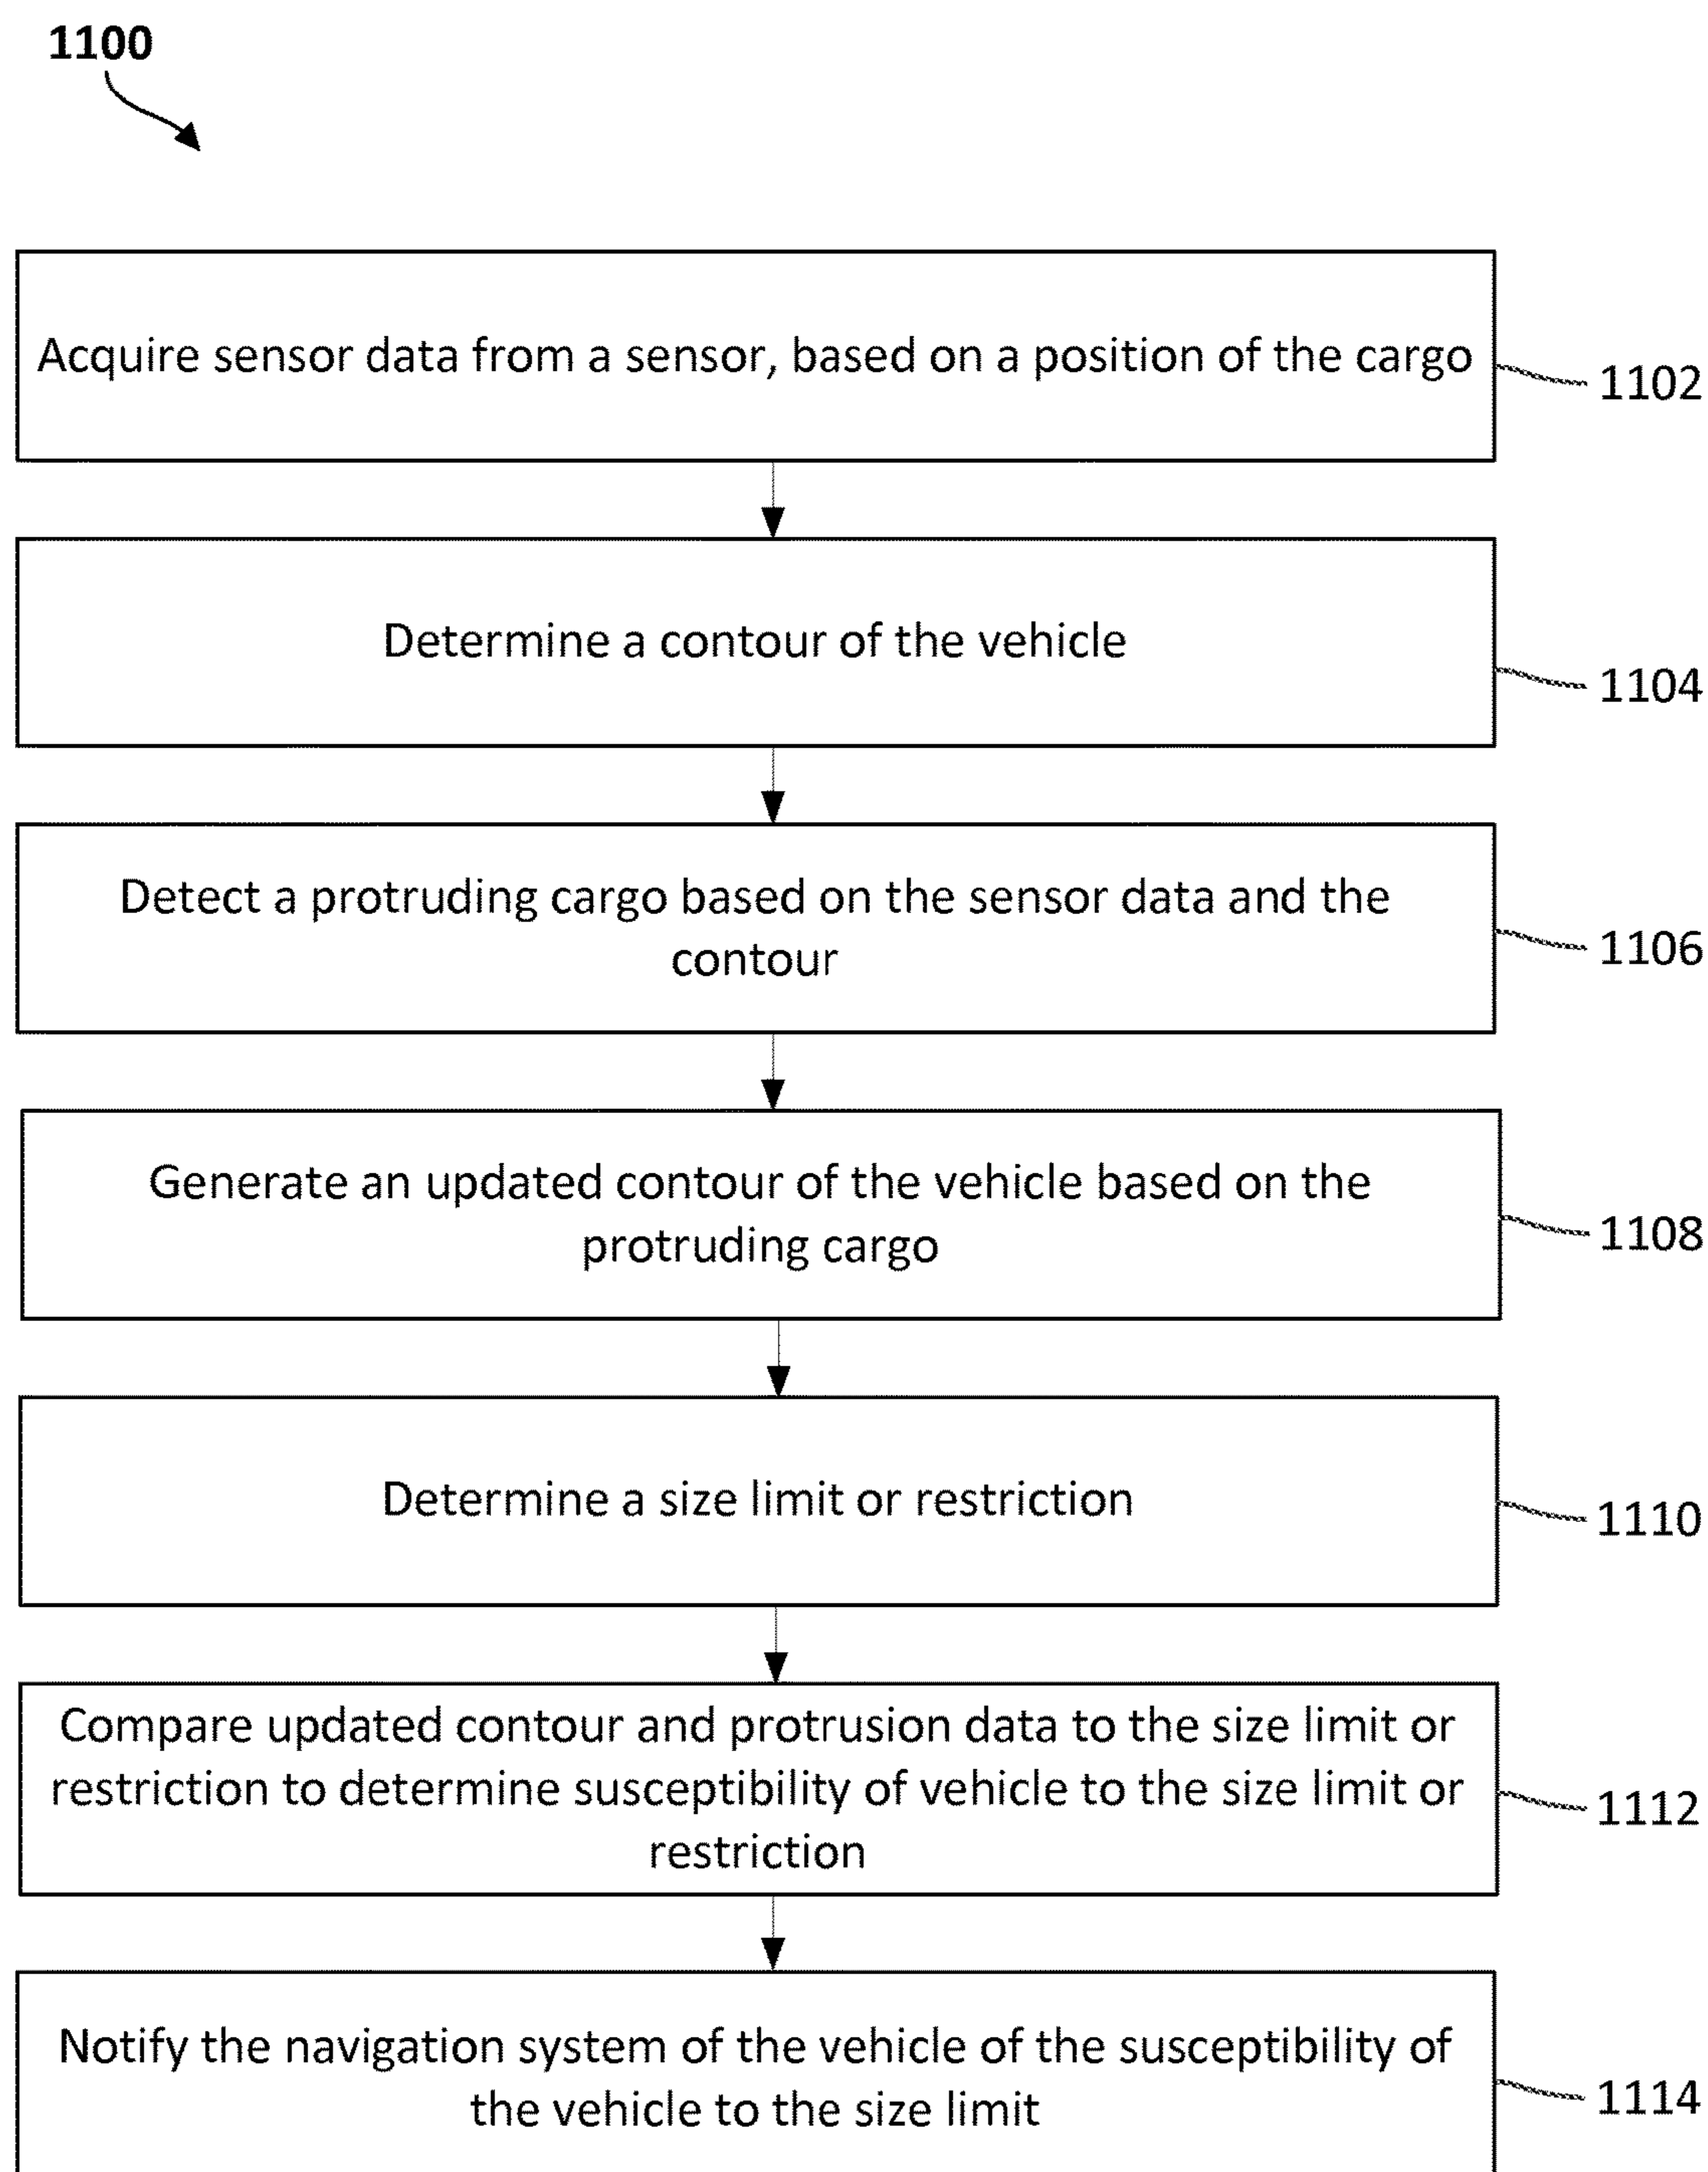 1100
Acquire sensor data from a sensor, based on a position of the cargo
1102
Determine a contour of the vehicle
1104
Detect a protruding cargo based on the sensor data and the
contour
1106
Generate an updated contour of the vehicle based on the
protruding cargo
1108
Determine a size limit or restriction
1110
Compare updated contour and protrusion data to the size limit or
restriction to determine susceptibility of vehicle to the size limit or
restriction
1112
Notify the navigation system of the vehicle of the susceptibility of
the vehicle to the size limit
1114